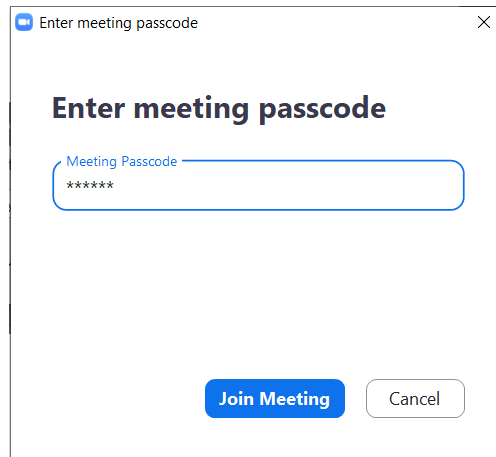 Enter meeting passcode
Enter meeting passcode
Meeting Passcode
******
Join Meeting
Cancel